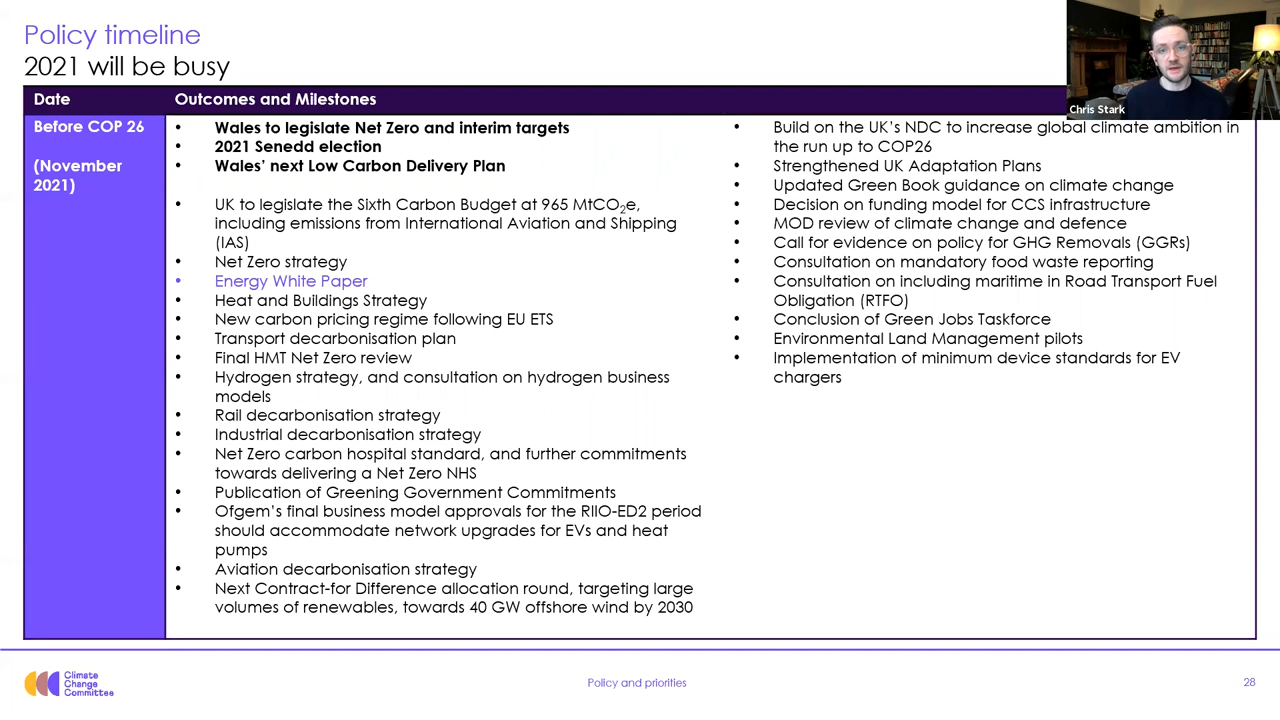 Policy timeline
2021 will be busy
Chris Stark
Date
Outcomes and Milestones
Before COP 26
(November
2021)
• Wales to legislate Net Zero and interim targets
• 2021 Senedd election
• Wales’ next Low Carbon Delivery Plan
• UK to legislate the Sixth Carbon Budget at 965 MtCO₂e,
including emissions from International Aviation and Shipping
(IAS)
• Net Zero strategy
• Energy White Paper
• Heat and Buildings Strategy
• New carbon pricing regime following EU ETS
• Transport decarbonisation plan
• Final HMT Net Zero review
• Hydrogen strategy, and consultation on hydrogen business
models
• Rail decarbonisation strategy
• Industrial decarbonisation strategy
• Net Zero carbon hospital standard, and further commitments
towards delivering a Net Zero NHS
• Publication of Greening Government Commitments
• Ofgem’s final business model approvals for the RIIO-ED2 period
should accommodate network upgrades for EVs and heat
pumps
• Aviation decarbonisation strategy
• Next Contract-for Difference allocation round, targeting large
volumes of renewables, towards 40 GW offshore wind by 2030
• Build on the UK’s NDC to increase global climate ambition in
the run up to COP26
• Strengthened UK Adaptation Plans
• Updated Green Book guidance on climate change
• Decision on funding model for CCS infrastructure
• MOD review of climate change and defence
• Call for evidence on policy for GHG Removals (GGRs)
• Consultation on mandatory food waste reporting
• Consultation on including maritime in Road Transport Fuel
Obligation (RTFO)
• Conclusion of Green Jobs Taskforce
• Environmental Land Management pilots
• Implementation of minimum device standards for EV
chargers
Climate
Change
Committee
Policy and priorities
28